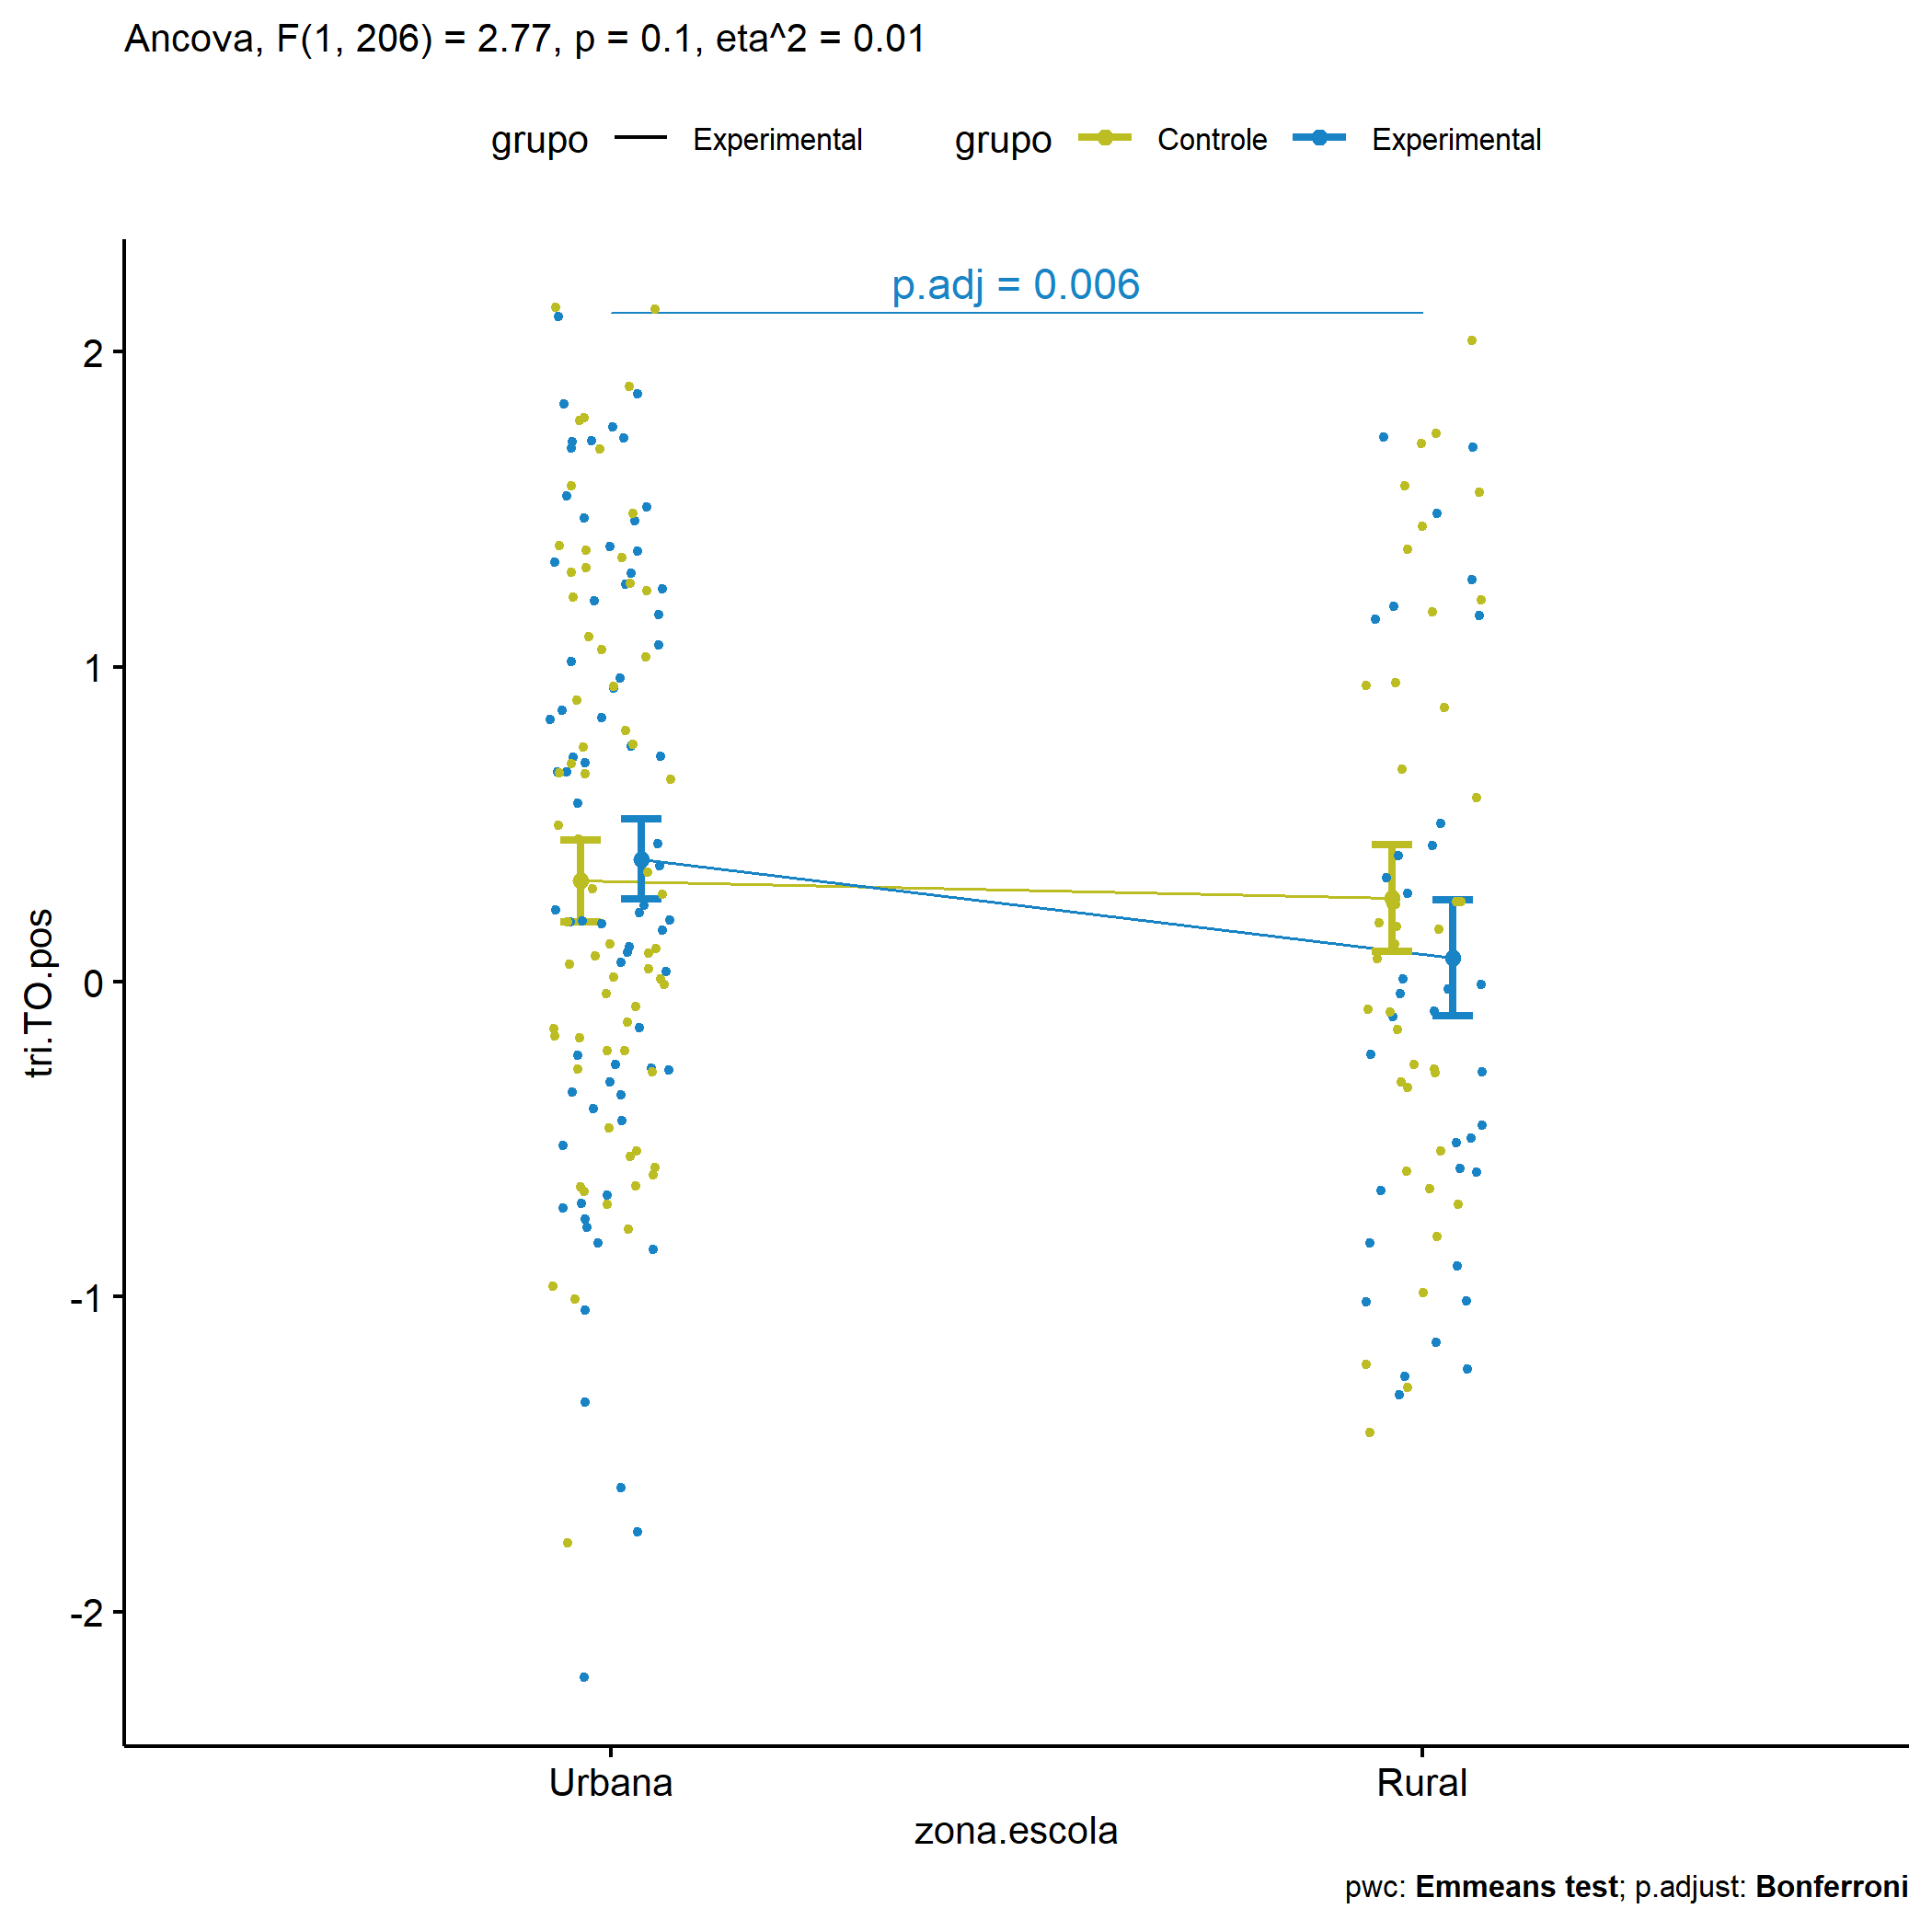 Ancova, F(1, 206) = 2.77, p = 0.1, eta^2 = 0.01
grupo Experimental grupo Controle Experimental
p.adj = 0.006
2
1
0
-1
-2
tri.TO.pos
Urbana Rural
zona.escola
pwc: Emmeans test; p.adjust: Bonferroni